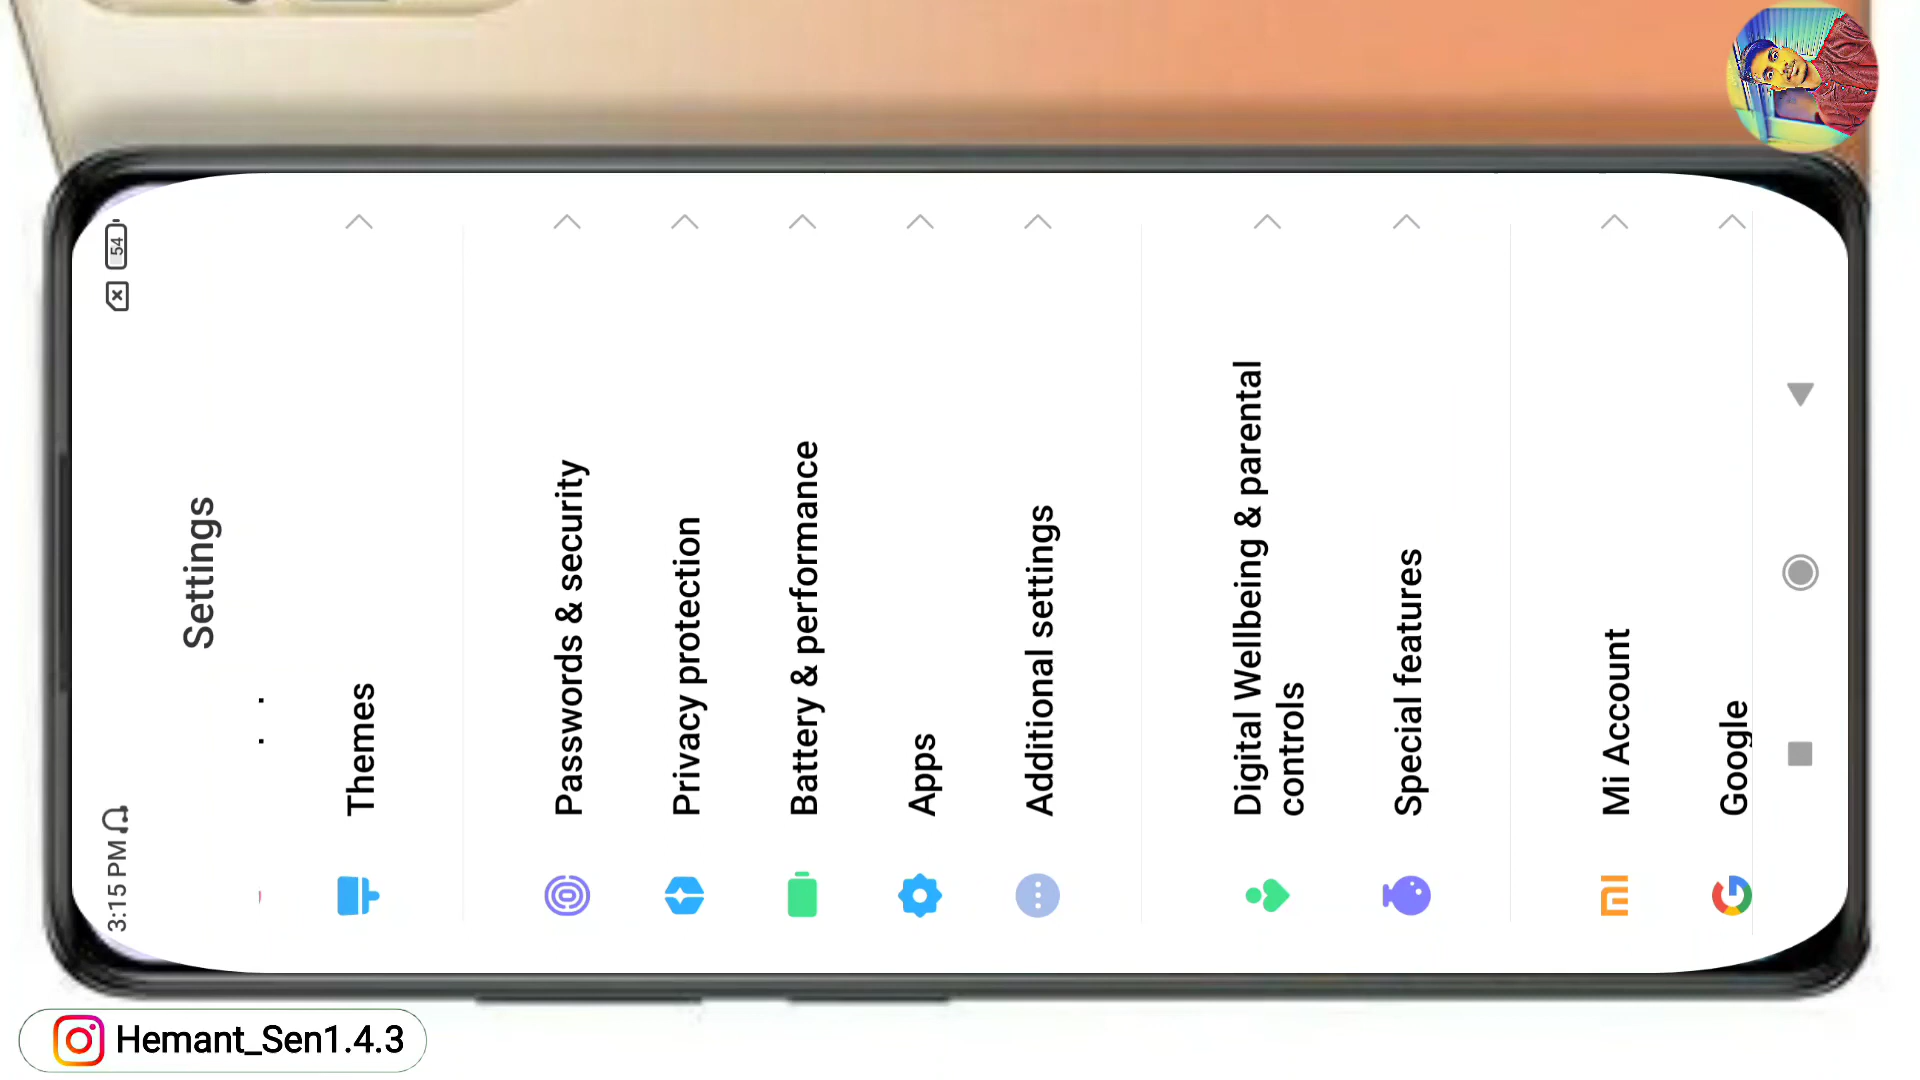 3:15 PM
54
Settings
Themes
Passwords & security
Privacy protection
Battery & performance
Apps
Additional settings
Digital Wellbeing & parental
controls
Special features
Mi Account
Google
Hemant_Sen1.4.3